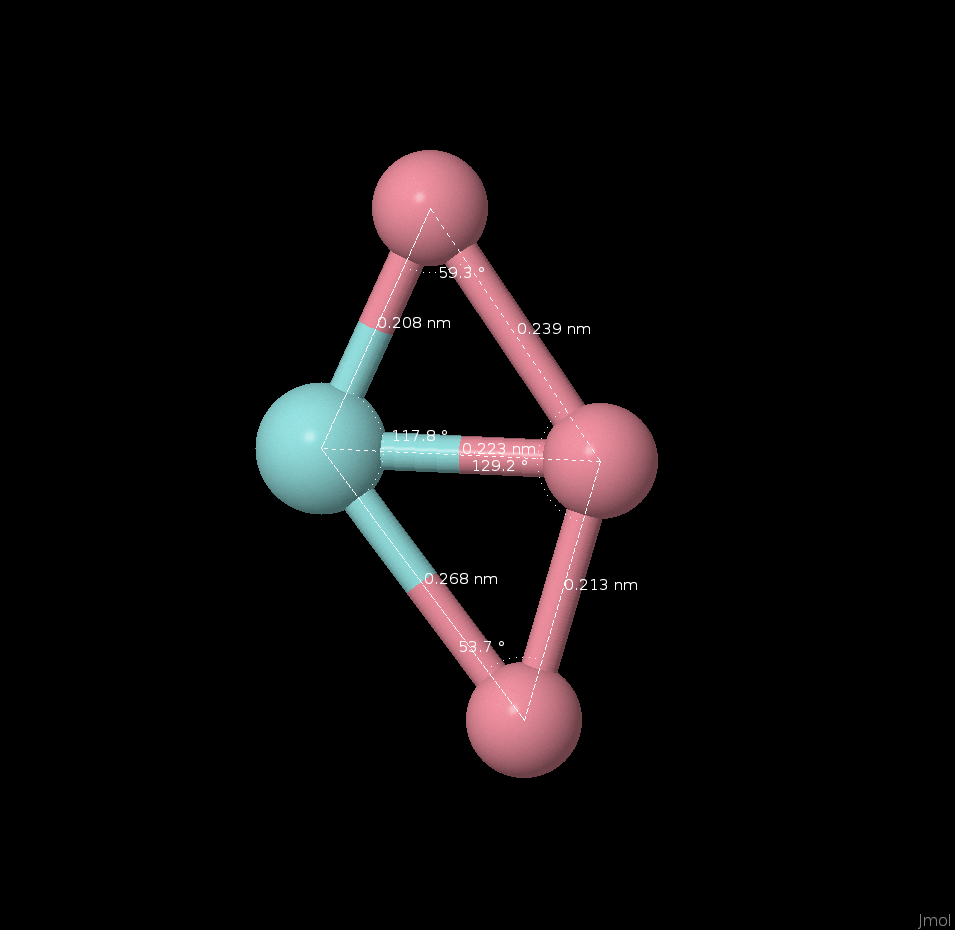 59.3 °
0.208 nm
0.239 nm
117.8 °
0.223 nm
129.2 °
0.268 nm
0.213 nm
53.7 °
Jmol